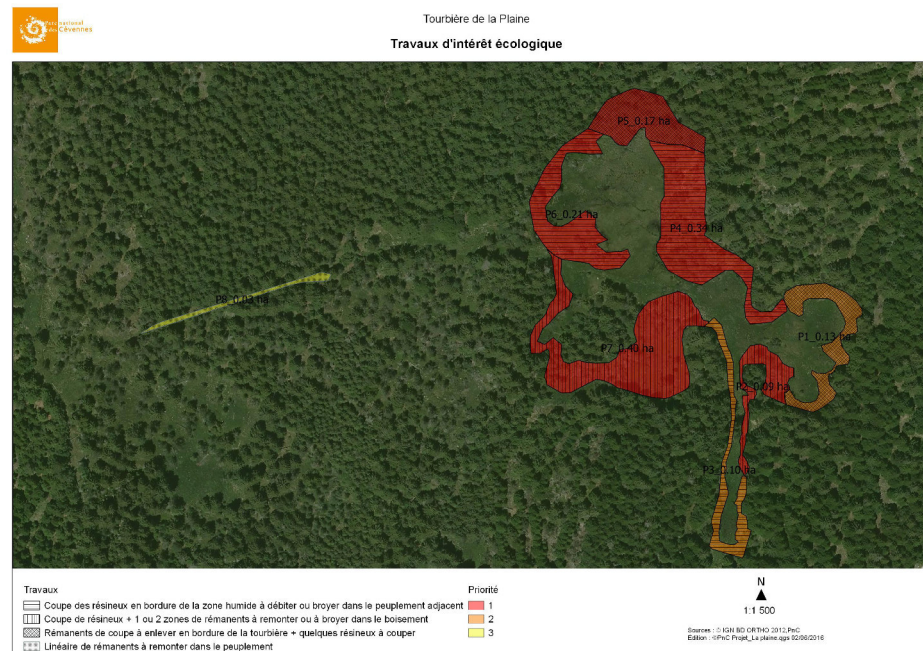 Parc national
des Cévennes
Tourbière de la Plaine
Travaux d'intérêt écologique
P5_0.17 ha
P6_0.21 ha
P4_0.34 ha
P8_0.03 ha
P1_0.13 ha
P7_0.40 ha
P2_0.09 ha
P3_0.10 ha
Travaux
Coupe des résineux en bordure de la zone humide à débiter ou broyer dans le peuplement adjacent
Coupe de résineux + 1 ou 2 zones de rémanents à remonter ou à broyer dans le boisement
Rémanents de coupe à enlever en bordure de la tourbière + quelques résineux à couper
Linéaire de rémanents à remonter dans le peuplement
Priorité
1
2
3
N
1:1 500
Sources : © IGN BD ORTHO 2012,PnC
Edition : ©PnC Projet_La plaine.qgs 02/06/2016